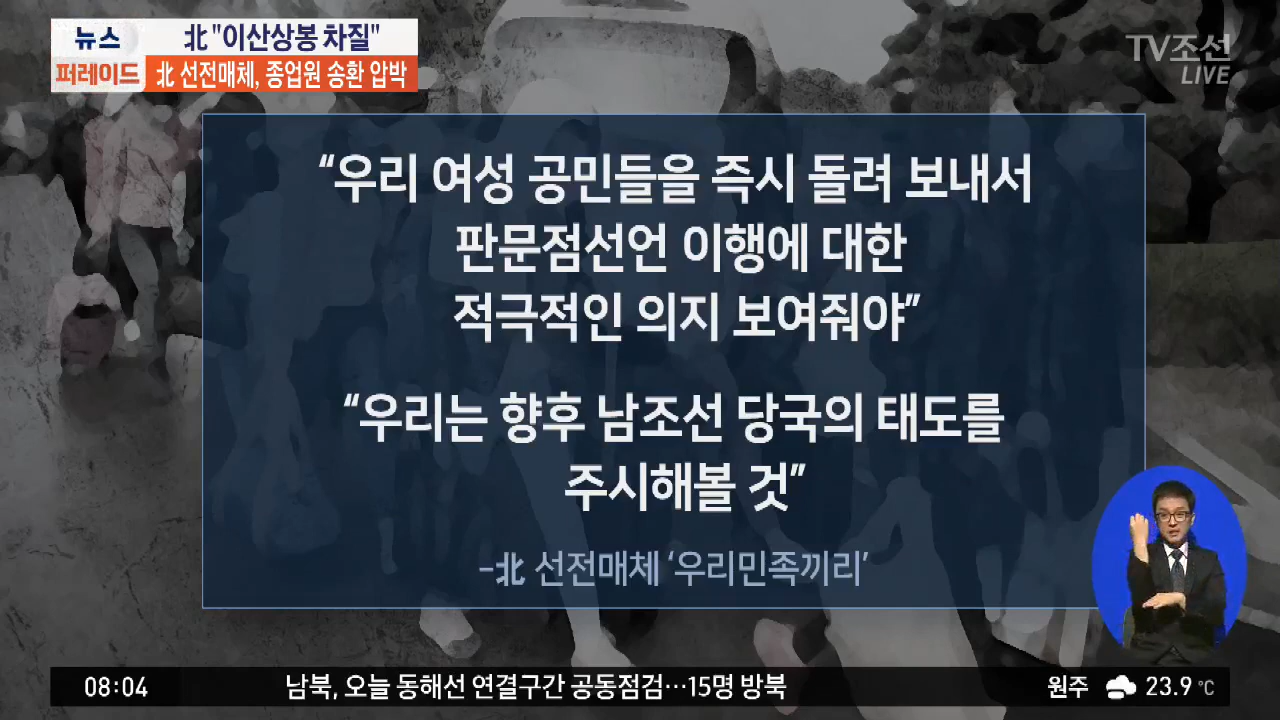 뉴스
퍼레이드
北 "이산상봉 차질"
北 선전매체, 종업원 송환 압박
TV조선
LIVE
“우리 여성 공민들을 즉시 돌려 보내서
판문점선언 이행에 대한
적극적인 의지 보여줘야”
“우리는 향후 남조선 당국의 태도를
주시해볼 것”
-北 선전매체 ‘우리민족끼리’
08:04 남북, 오늘 동해선 연결구간 공동점검…15명 방북 원주 23.9 ℃